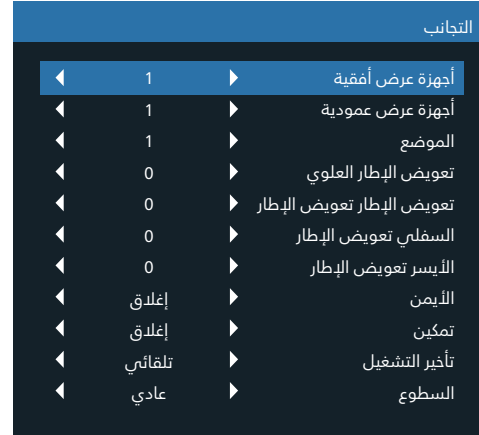 التجانب
أجهزة عرض أفقية 1
أجهزة عرض عمودية 1
الموضع 1
تعويض الإطار العلوي 0
تعويض الإطار تعويض الإطار 0
السفلي تعويض الإطار 0
الأيسر تعويض الإطار 0
الأيمن إغلاق
تمكين إغلاق
تأخير التشغيل تلقائي
السطوع عادي